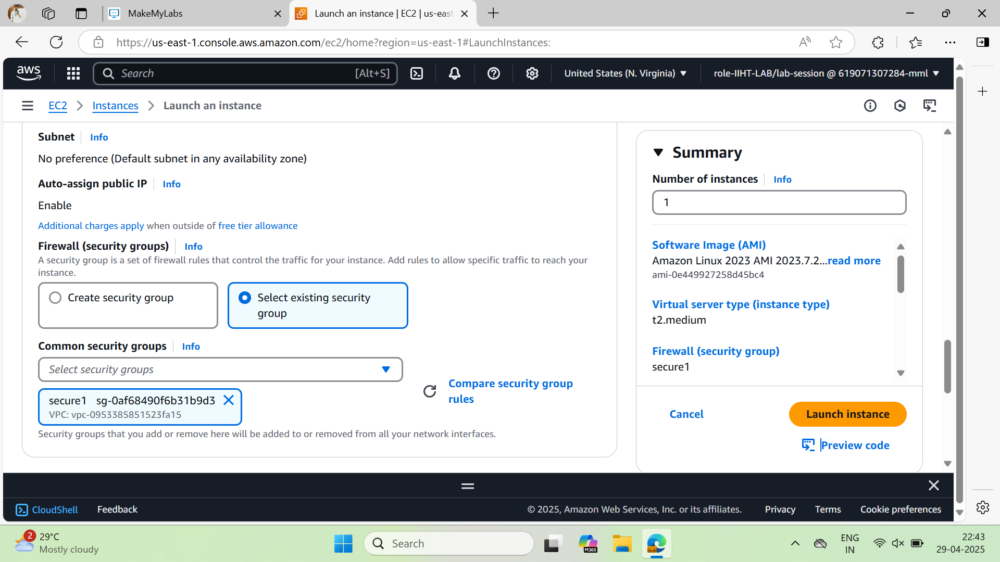 MakeMyLabs
Launch an instance | EC2 | us-east
https://us-east-1.console.aws.amazon.com/ec2/home?region=us-east-1#LaunchInstances:
aws
Search
[Alt+S]
United States (N. Virginia)
role-IIHT-LAB/lab-session @ 619071307284-mml
EC2
Instances
Launch an instance
Subnet
Info
No preference (Default subnet in any availability zone)
Auto-assign public IP
Info
Enable
Additional charges apply when outside of free tier allowance
Firewall (security groups)
Info
A security group is a set of firewall rules that control the traffic for your instance. Add rules to allow specific traffic to reach your
instance.
Create security group
Select existing security
group
Common security groups
Info
Select security groups
secure1 sg-0af68490f6b31b9d3
VPC: vpc-0953385851523fa15
Compare security group
rules
Security groups that you add or remove here will be added to or removed from all your network interfaces.
Summary
Number of instances
Info
1
Software Image (AMI)
Amazon Linux 2023 AMI 2023.7.2...read more
ami-0e449927258d45bc4
Virtual server type (instance type)
t2.medium
Firewall (security group)
secure1
Cancel
Launch instance
Preview code
CloudShell
Feedback
© 2025, Amazon Web Services, Inc. or its affiliates.
Privacy
Terms
Cookie preferences
2
29°C
Mostly cloudy
Search
M365
ENG
IN
22:43
29-04-2025